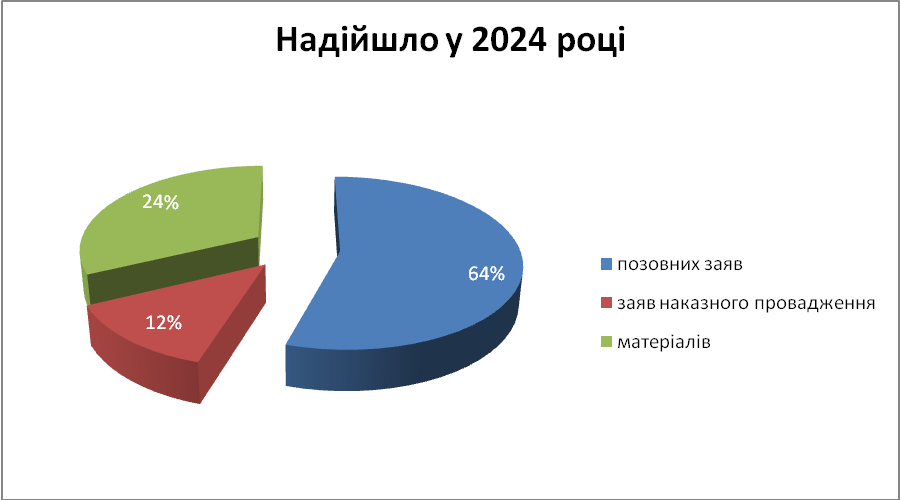 Надійшло у 2024 році
24%
64%
12%
позовних заяв
заяв наказного провадження
матеріалів